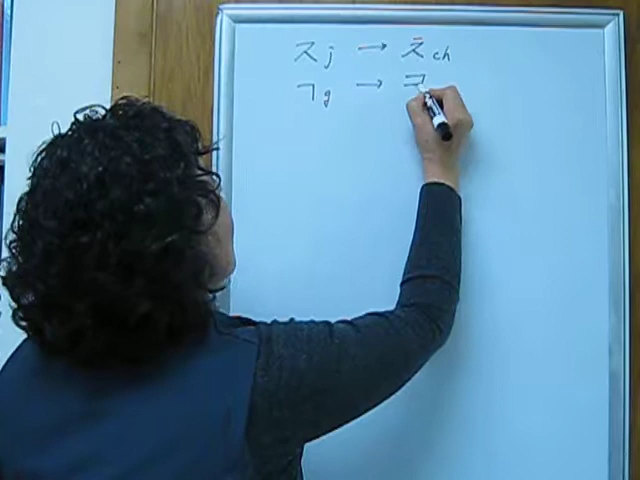 ㅈ j → ㅊ ch
ㄱ g → ㅋ